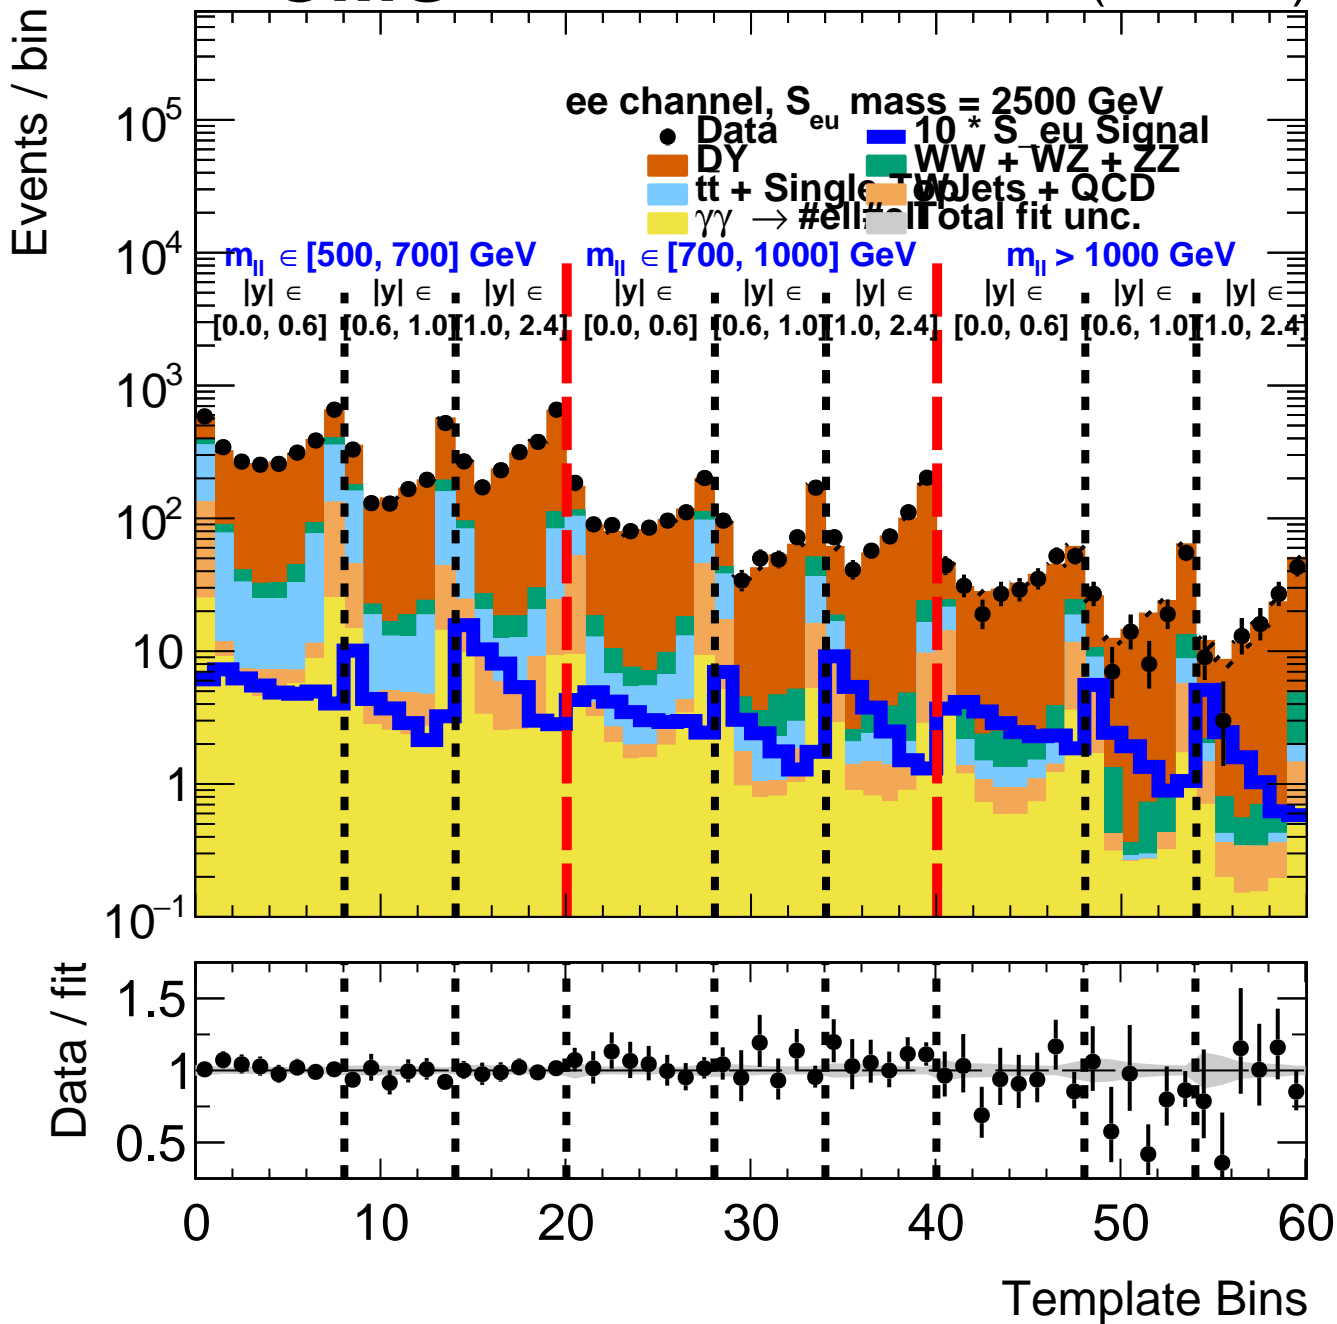 Events / bin
ee channel, S_eu mass = 2500 GeV
Data
10 * S_eu Signal
DY
WW + WZ + ZZ
tt + Single Top
WJets + QCD
γγ → #ell#ell
Total fit unc.
m_ll ∈ [500, 700] GeV
m_ll ∈ [700, 1000] GeV
m_ll > 1000 GeV
|y| ∈ |y| ∈ |y| ∈ |y| ∈ |y| ∈ |y| ∈ |y| ∈ |y| ∈ |y| ∈
[0.0, 0.6] [0.6, 1.0] [1.0, 2.4] [0.0, 0.6] [0.6, 1.0] [1.0, 2.4] [0.0, 0.6] [0.6, 1.0] [1.0, 2.4]
10^5
10^4
10^3
10^2
10
1
10^−1
Data / fit
1.5
1
0.5
0 10 20 30 40 50 60
Template Bins